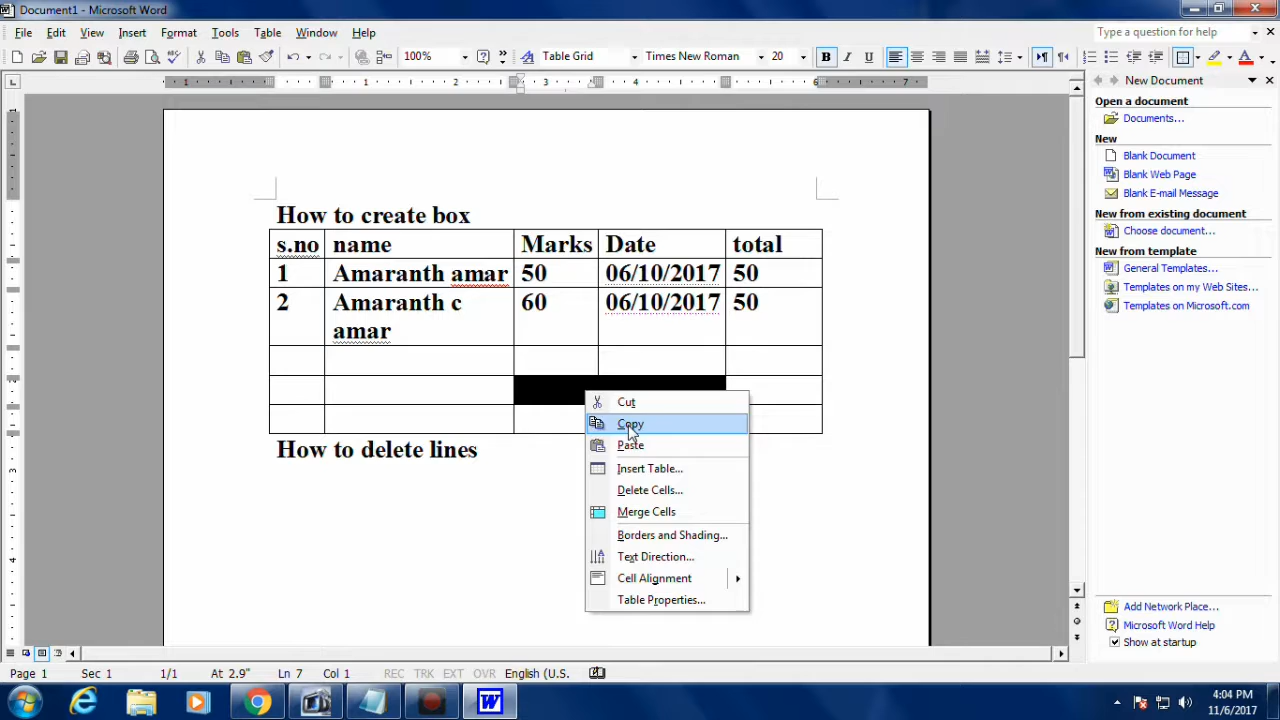 Document1 - Microsoft Word
File Edit View Insert Format Tools Table Window Help
Type a question for help
100%
Table Grid
Times New Roman
20
B I U
New Document
Open a document
Documents...
New
Blank Document
Blank Web Page
Blank E-mail Message
New from existing document
Choose document...
New from template
General Templates...
Templates on my Web Sites...
Templates on Microsoft.com
How to create box
s.no name Marks Date total
1 Amaranth amar 50 06/10/2017 50
2 Amaranth c 60 06/10/2017 50
amar
How to delete lines
Cut
Copy
Paste
Insert Table...
Delete Cells...
Merge Cells
Borders and Shading...
Text Direction...
Cell Alignment
Table Properties...
Add Network Place...
Microsoft Word Help
Show at startup
Page 1 Sec 1 1/1 At 2.9" Ln 7 Col 1 REC TRK EXT OVR English (U.S.
4:04 PM
11/6/2017